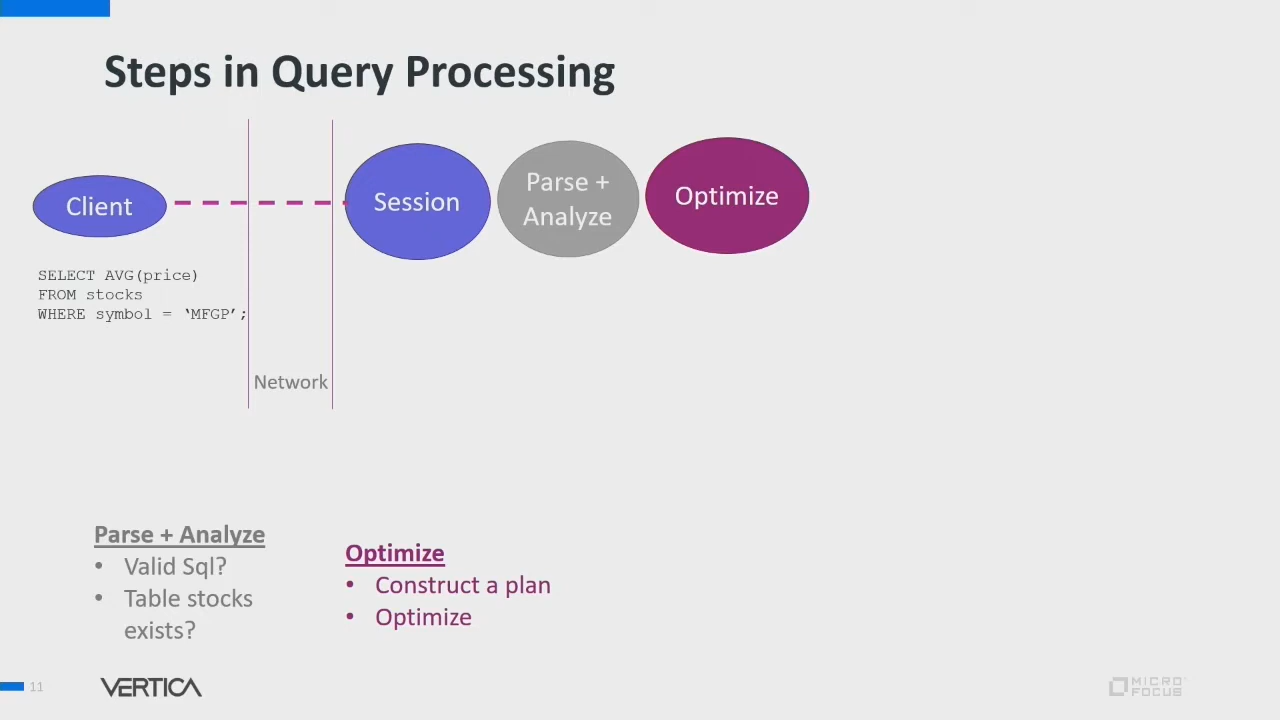 Steps in Query Processing
Client
Session
Parse +
Analyze
Optimize
SELECT AVG(price)
FROM stocks
WHERE symbol = ‘MFGP’;
Network
Parse + Analyze
• Valid Sql?
• Table stocks
exists?
Optimize
• Construct a plan
• Optimize
11
VERTICA
MICRO
FOCUS